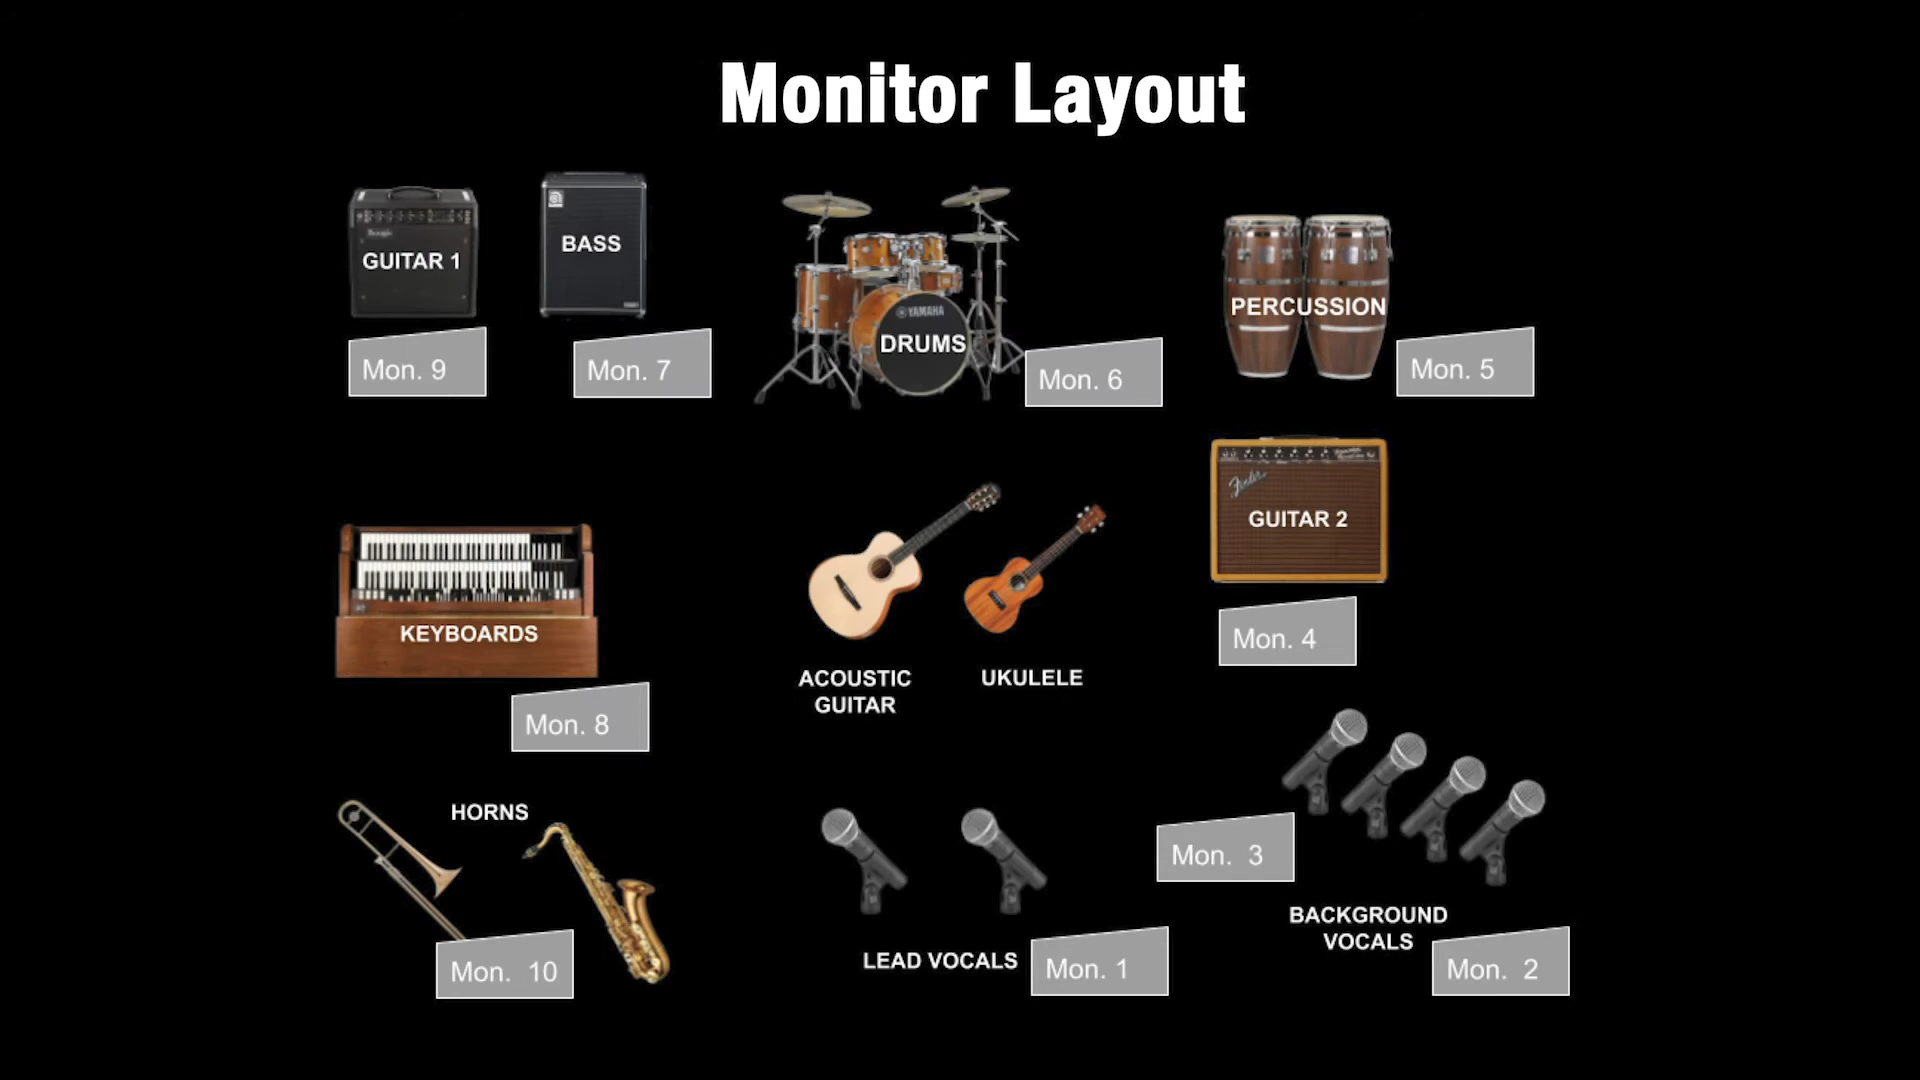 Monitor Layout
GUITAR 1
BASS
YAMAHA
DRUMS
PERCUSSION
Mon. 9
Mon. 7
Mon. 6
Mon. 5
Fender
GUITAR 2
KEYBOARDS
Mon. 4
ACOUSTIC
GUITAR
UKULELE
Mon. 8
HORNS
Mon.  3
BACKGROUND
VOCALS
LEAD VOCALS
Mon. 1
Mon.  2
Mon.  10